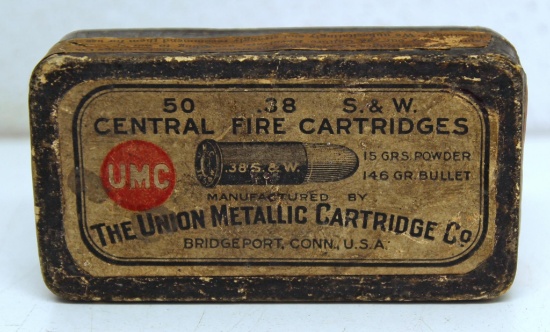 50 .38 S. & W.
CENTRAL FIRE CARTRIDGES
UMC
.38 S. & W.
15 GRS. POWDER
146 GR. BULLET
MANUFACTURED BY
THE UNION METALLIC CARTRIDGE CO.
BRIDGEPORT, CONN., U.S.A.